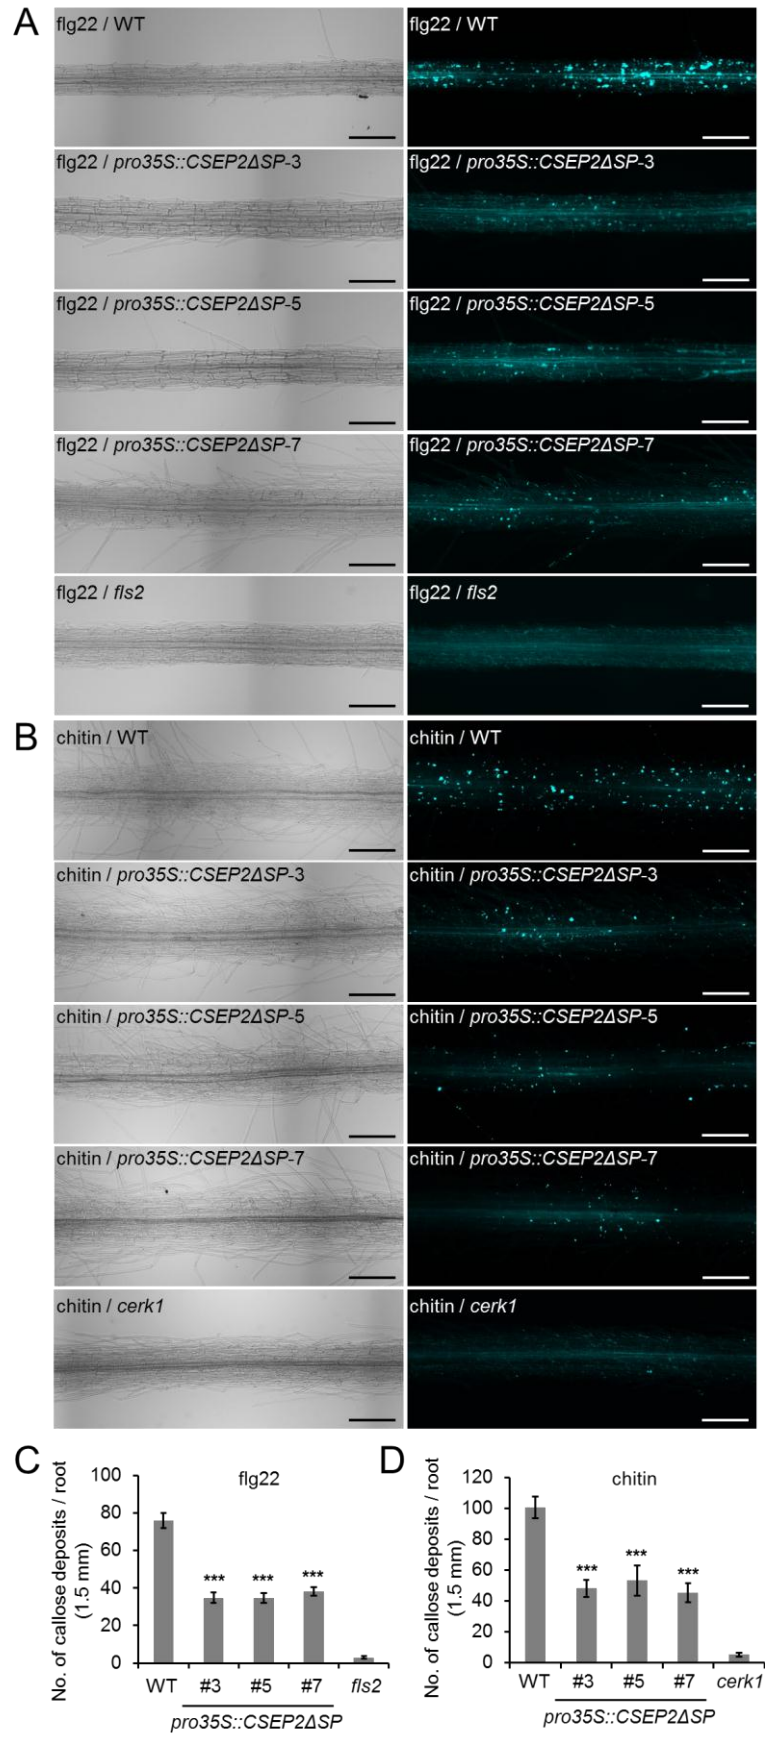 A
flg22 / WT
flg22 / WT
flg22 / pro35S::CSEP2ΔSP-3
flg22 / pro35S::CSEP2ΔSP-3
flg22 / pro35S::CSEP2ΔSP-5
flg22 / pro35S::CSEP2ΔSP-5
flg22 / pro35S::CSEP2ΔSP-7
flg22 / pro35S::CSEP2ΔSP-7
flg22 / fls2
flg22 / fls2
B
chitin / WT
chitin / WT
chitin / pro35S::CSEP2ΔSP-3
chitin / pro35S::CSEP2ΔSP-3
chitin / pro35S::CSEP2ΔSP-5
chitin / pro35S::CSEP2ΔSP-5
chitin / pro35S::CSEP2ΔSP-7
chitin / pro35S::CSEP2ΔSP-7
chitin / cerk1
chitin / cerk1
C
flg22
No. of callose deposits / root
(1.5 mm)
100
80
60
40
20
0
***
***
***
WT
#3
#5
#7
fls2
pro35S::CSEP2ΔSP
D
chitin
No. of callose deposits / root
(1.5 mm)
120
100
80
60
40
20
0
***
***
***
WT
#3
#5
#7
cerk1
pro35S::CSEP2ΔSP